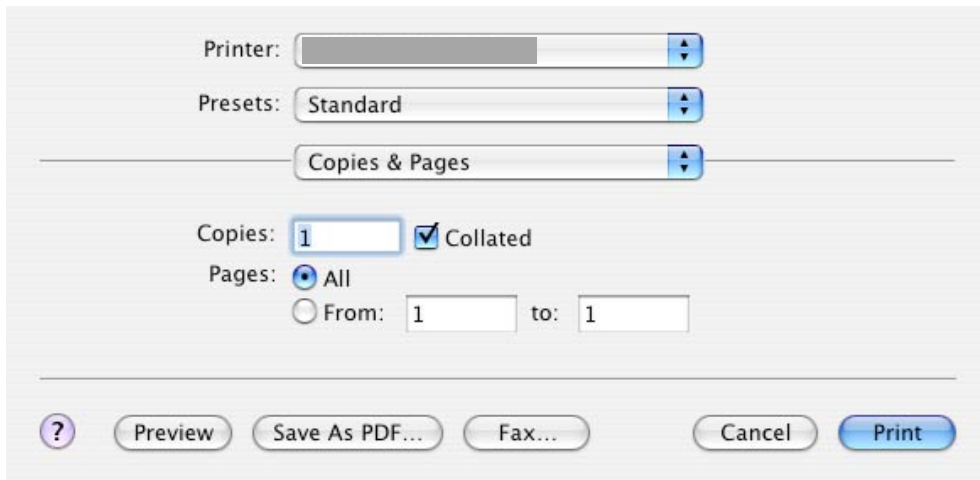 Printer:
Presets: Standard
Copies & Pages
Copies: 1 Collated
Pages: All
From: 1 to: 1
? Preview Save As PDF... Fax... Cancel Print